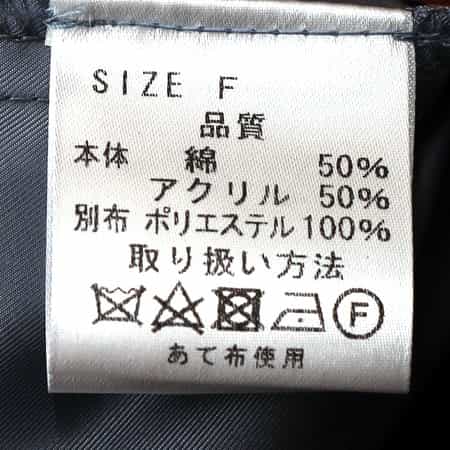 SIZE F
品質
本体 綿 50%
アクリル 50%
別布 ポリエステル 100%
取り扱い方法
F
あて布使用